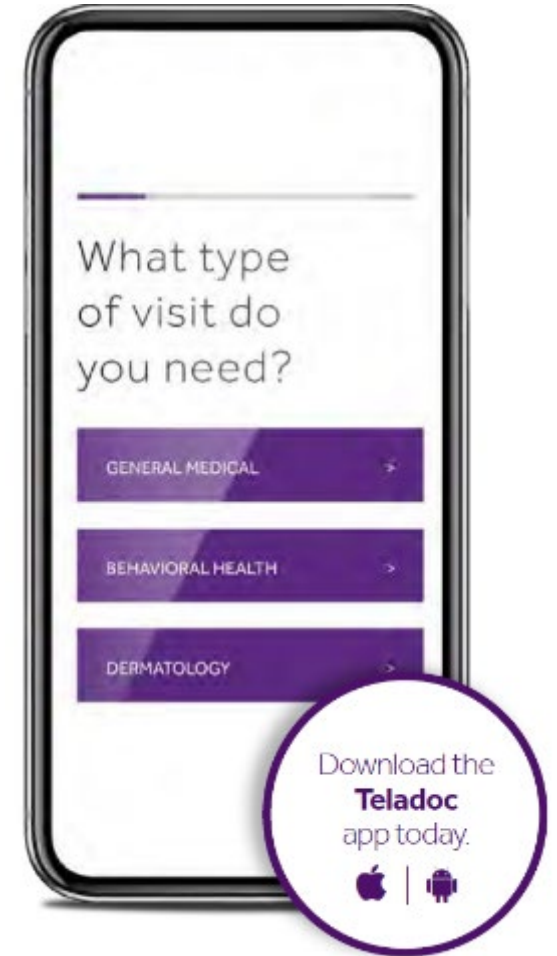 What type
of visit do
you need?
GENERAL MEDICAL >
BEHAVIORAL HEALTH >
DERMATOLOGY >
Download the
Teladoc
app today.